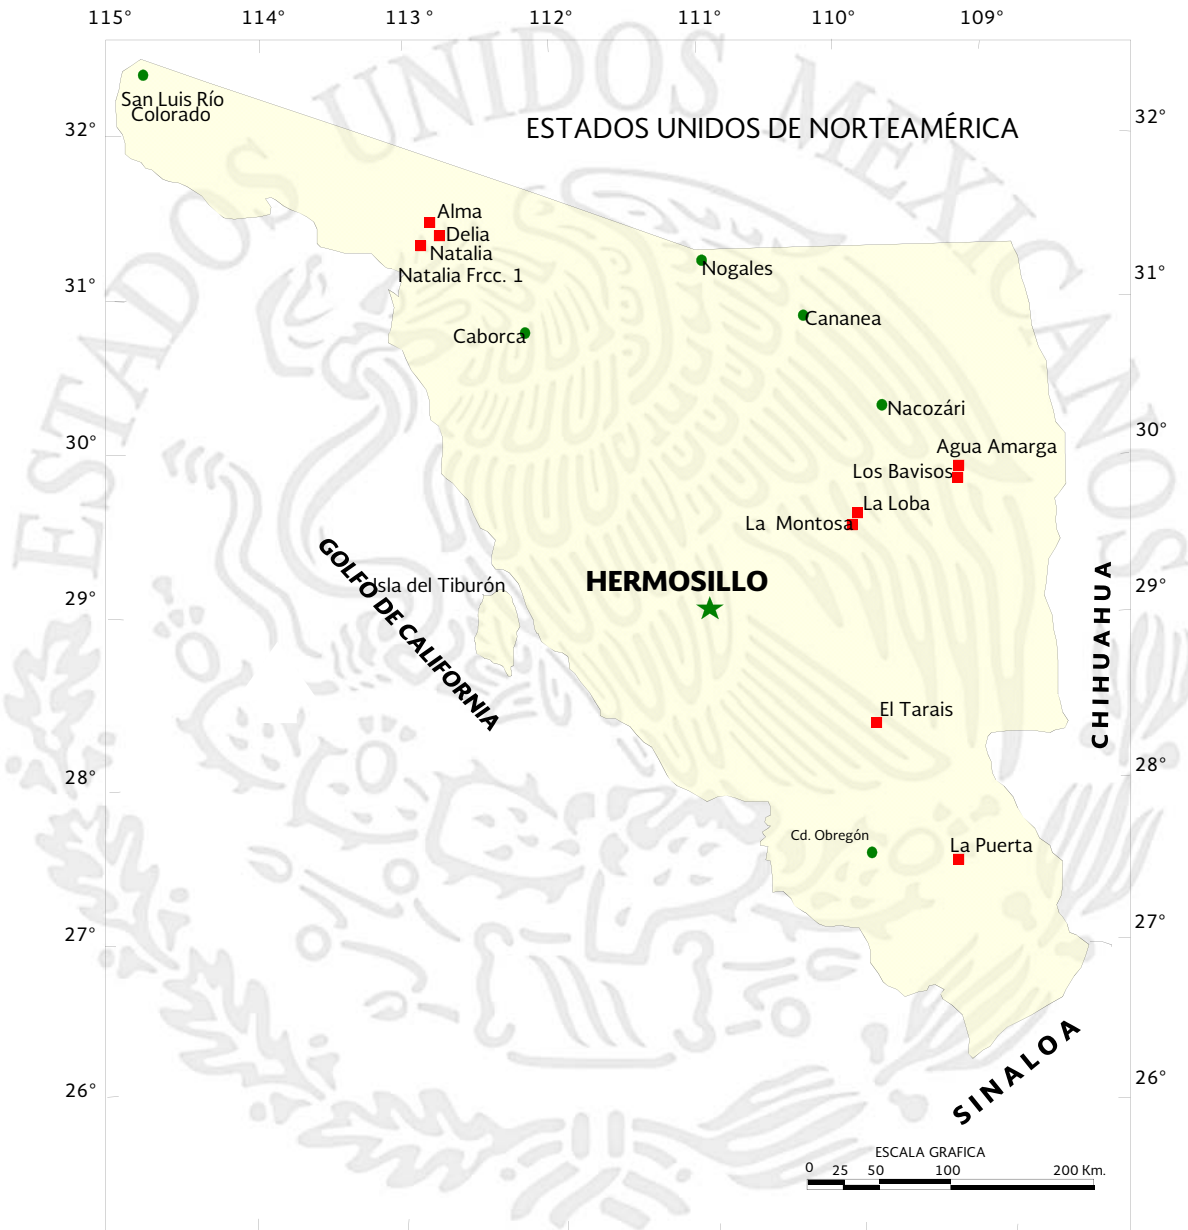 115°
114°
113 °
112°
111°
110°
109°
ESTADOS UNIDOS MEXICANOS
San Luis Río
Colorado
32°
ESTADOS UNIDOS DE NORTEAMÉRICA
32°
Alma
Delia
Natalia
Natalia Frcc. 1
Nogales
31°
31°
Cananea
Caborca
Nacozári
30°
30°
Agua Amarga
Los Bavisos
La Loba
La Montosa
HERMOSILLO
Isla del Tiburón
29°
29°
GOLFO DE CALIFORNIA
CHIHUAHUA
El Tarais
28°
28°
Cd. Obregón
La Puerta
27°
27°
SINALOA
26°
26°
ESCALA GRAFICA
0 25 50 100 200 Km.